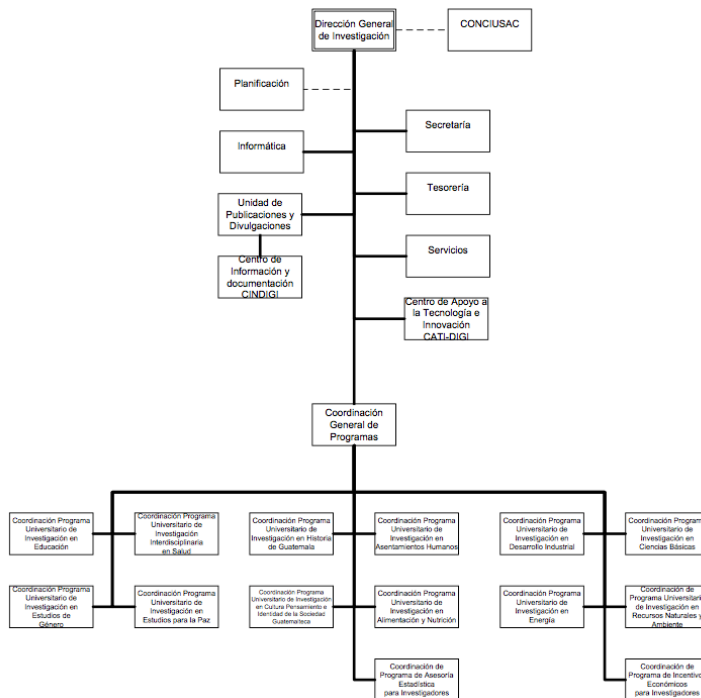 Dirección General
de Investigación
CONCIUSAC
Planificación
Secretaría
Informática
Tesorería
Unidad de
Publicaciones y
Divulgaciones
Servicios
Centro de
Información y
documentación
CINDIGI
Centro de Apoyo a
la Tecnología e
Innovación
CATI-DIGI
Coordinación
General de
Programas
Coordinación Programa
Universitario de
Investigación en
Educación
Coordinación Programa
Universitario de
Investigación
Interdisciplinaria
en Salud
Coordinación Programa
Universitario de
Investigación en Historia
de Guatemala
Coordinación Programa
Universitario de
Investigación en
Asentamientos Humanos
Coordinación Programa
Universitario de
Investigación en
Desarrollo Industrial
Coordinación Program
Universitario de
Investigación en
Ciencias Básicas
Coordinación Programa
Universitario de
Investigación en
Estudios de
Género
Coordinación Programa
Universitario de
Investigación en
Estudios para la Paz
Coordinación Programa
Universitario de Investigación
en Cultura Pensamiento e
Identidad de la Sociedad
Guatemalteca
Coordinación Programa
Universitario de
Investigación en
Alimentación y Nutrición
Coordinación Programa
Universitario de
Investigación en
Energía
Coordinación de
Programa Universitario
de Investigación en
Recursos Naturales y
Ambiente
Coordinación de
Programa de Asesoría
Estadística
para Investigadores
Coordinación de
Programa de Incentivo
Económicos
para Investigadores